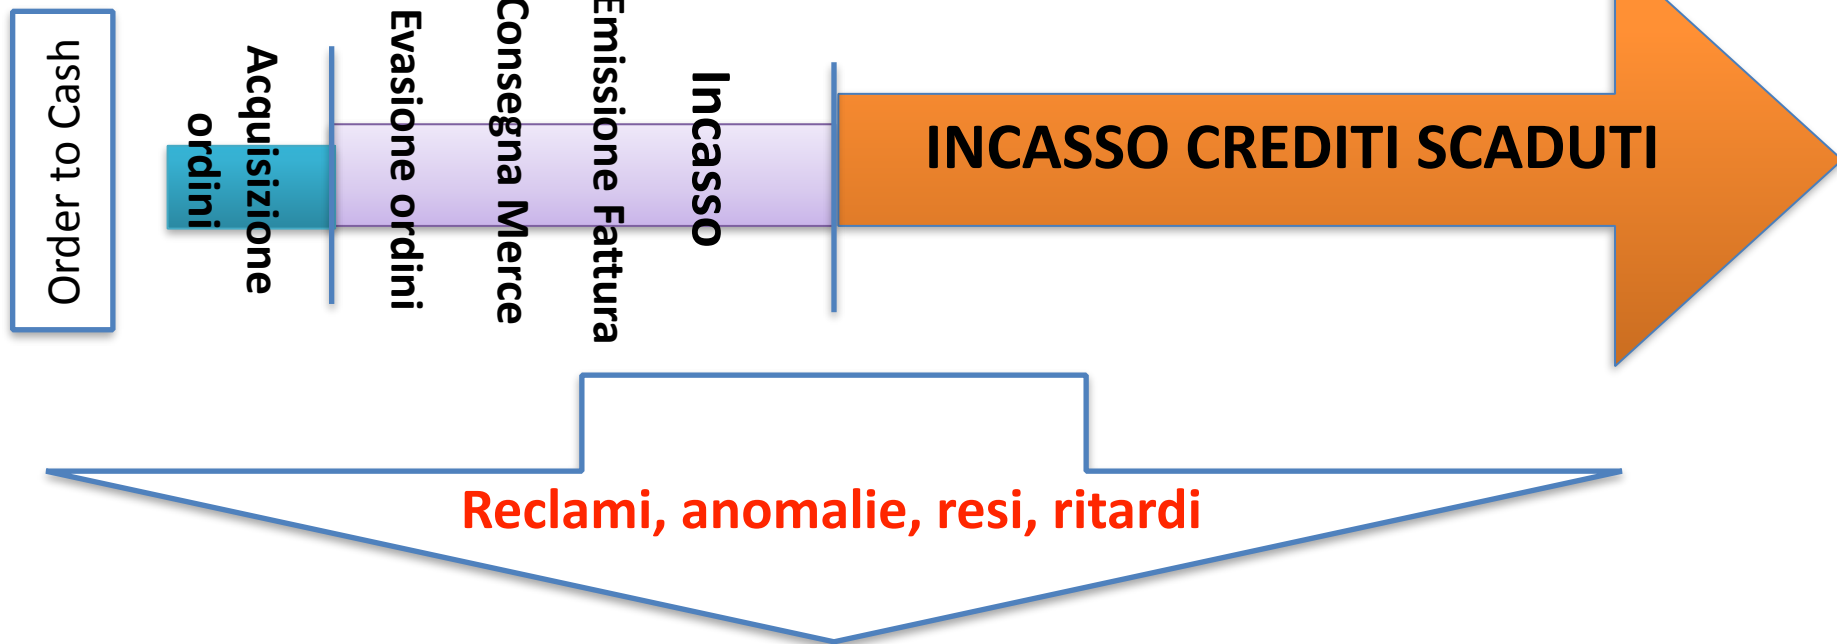 Order to Cash
Acquisizione
ordini
Evasione ordini
Consegna Merce
Emissione Fattura
Incasso
INCASSO CREDITI SCADUTI
Reclami, anomalie, resi, ritardi